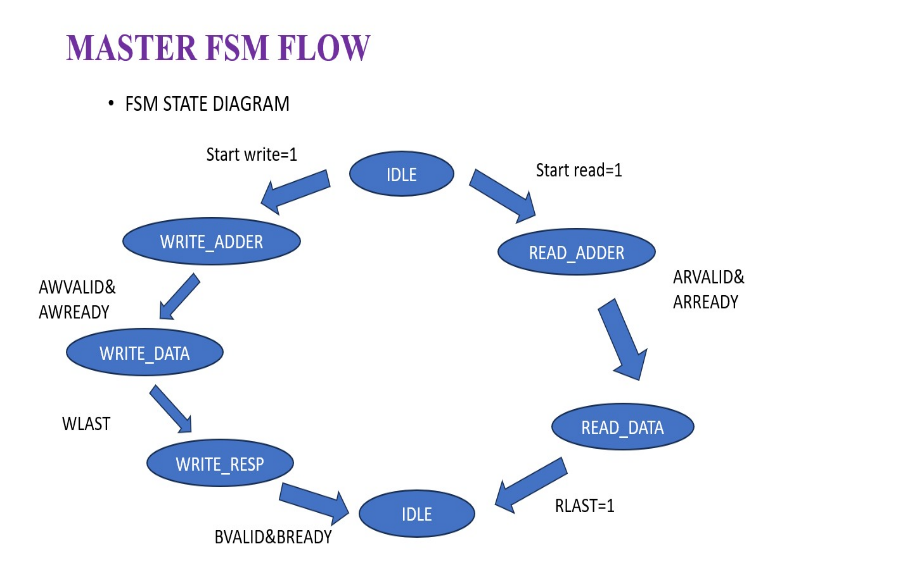 MASTER FSM FLOW
• FSM STATE DIAGRAM
Start write=1
IDLE
Start read=1
WRITE_ADDER
READ_ADDER
AWVALID&
AWREADY
ARVALID&
ARREADY
WRITE_DATA
WLAST
READ_DATA
WRITE_RESP
RLAST=1
IDLE
BVALID&BREADY